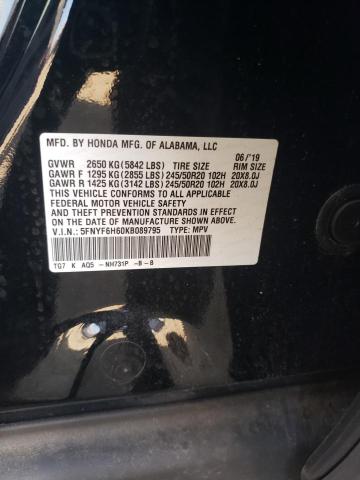 MFD. BY HONDA MFG. OF ALABAMA, LLC
GVWR 2650 KG(5842 LBS) TIRE SIZE 06/'19 RIM SIZE
GAWR F 1295 KG(2855 LBS) 245/50R20 102H 20X8.0J
GAWR R 1425 KG(3142 LBS) 245/50R20 102H 20X8.0J
THIS VEHICLE CONFORMS TO ALL APPLICABLE
FEDERAL MOTOR VEHICLE SAFETY
AND THEFT PREVENTION STANDARDS IN EFFECT
ON THE DATE OF MANUFACTURE SHOWN ABOVE.
V.I.N.: 5FNYF6H60KB089795 TYPE: MPV
TG7 K AQ5 -NH731P -B - B